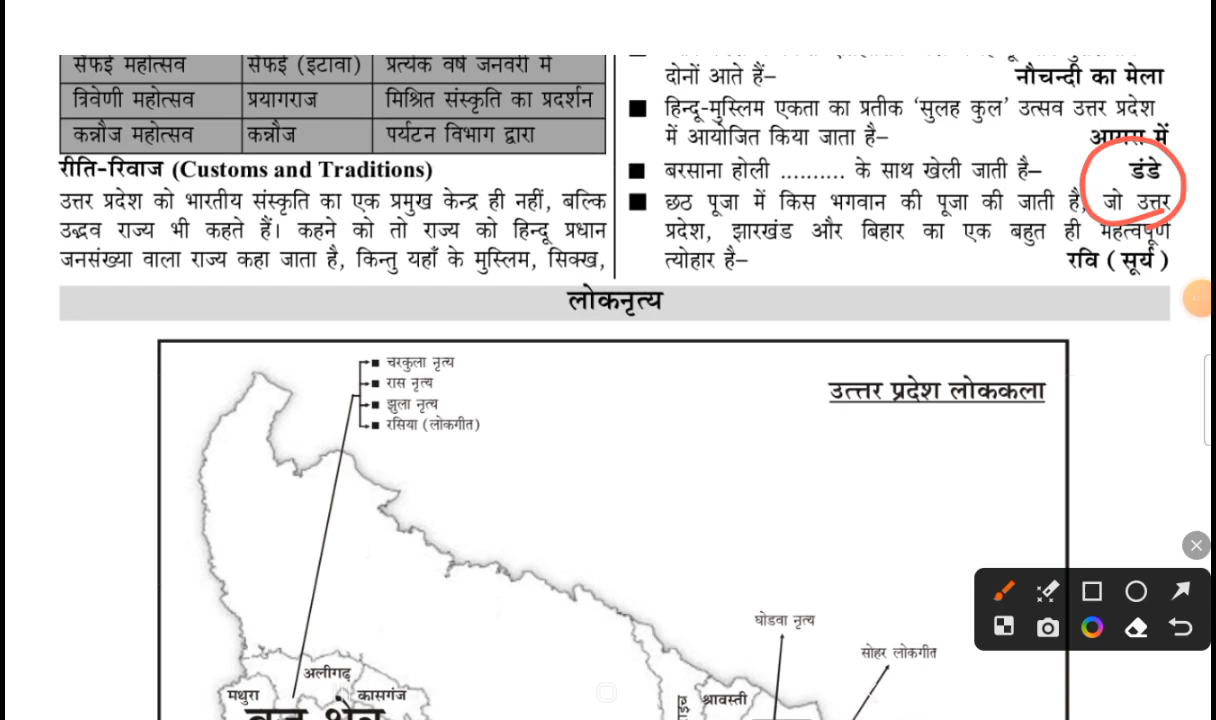 सैफई महोत्सव सैफई (इटावा) प्रत्येक वर्ष जनवरी में
त्रिवेणी महोत्सव प्रयागराज मिश्रित संस्कृति का प्रदर्शन
कन्नौज महोत्सव कन्नौज पर्यटन विभाग द्वारा
रीति-रिवाज (Customs and Traditions)
उत्तर प्रदेश को भारतीय संस्कृति का एक प्रमुख केन्द्र ही नहीं, बल्कि
उद्भव राज्य भी कहते हैं। कहने को तो राज्य को हिन्दू प्रधान
जनसंख्या वाला राज्य कहा जाता है, किन्तु यहाँ के मुस्लिम, सिक्ख,
दोनों आते हैं– नौचन्दी का मेला
■ हिन्दू-मुस्लिम एकता का प्रतीक ‘सुलह कुल’ उत्सव उत्तर प्रदेश
में आयोजित किया जाता है– आगरा में
■ बरसाना होली .......... के साथ खेली जाती है– डंडे
■ छठ पूजा में किस भगवान की पूजा की जाती है, जो उत्तर
प्रदेश, झारखंड और बिहार का एक बहुत ही महत्वपूर्ण
त्योहार है– रवि (सूर्य)
लोकनृत्य
■ चरकुला नृत्य
■ रास नृत्य
■ झुला नृत्य
■ रसिया (लोकगीत)
उत्त्तर प्रदेश लोककला
घोडवा नृत्य
सोहर लोकगीत
अलीगढ़
मथुरा
कासगंज
श्रावस्ती
ब्रज क्षेत्र